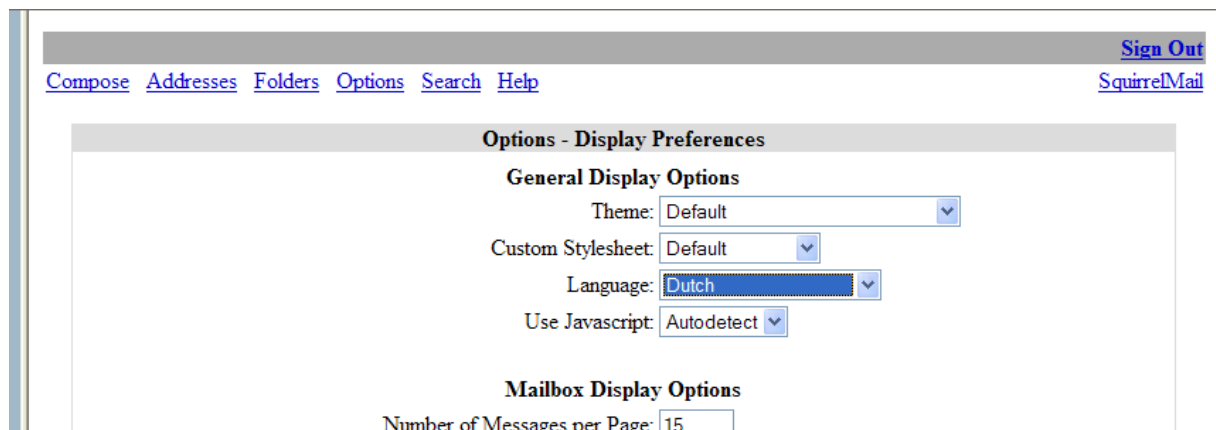 Sign Out
Compose Addresses Folders Options Search Help SquirrelMail
Options - Display Preferences
General Display Options
Theme: Default
Custom Stylesheet: Default
Language: Dutch
Use Javascript: Autodetect
Mailbox Display Options
Number of Messages per Page: 15